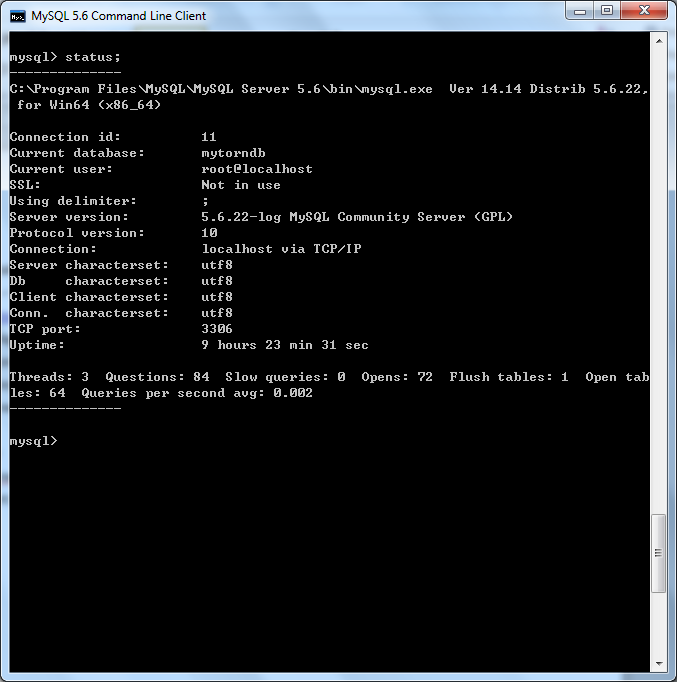 MySQL 5.6 Command Line Client
mysql> status;
--------------
C:\Program Files\MySQL\MySQL Server 5.6\bin\mysql.exe  Ver 14.14 Distrib 5.6.22,
 for Win64 (x86_64)
Connection id:          11
Current database:       mytorndb
Current user:           root@localhost
SSL:                    Not in use
Using delimiter:        ;
Server version:         5.6.22-log MySQL Community Server (GPL)
Protocol version:       10
Connection:             localhost via TCP/IP
Server characterset:    utf8
Db     characterset:    utf8
Client characterset:    utf8
Conn.  characterset:    utf8
TCP port:               3306
Uptime:                 9 hours 23 min 31 sec
Threads: 3  Questions: 84  Slow queries: 0  Opens: 72  Flush tables: 1  Open tab
les: 64  Queries per second avg: 0.002
--------------
mysql>